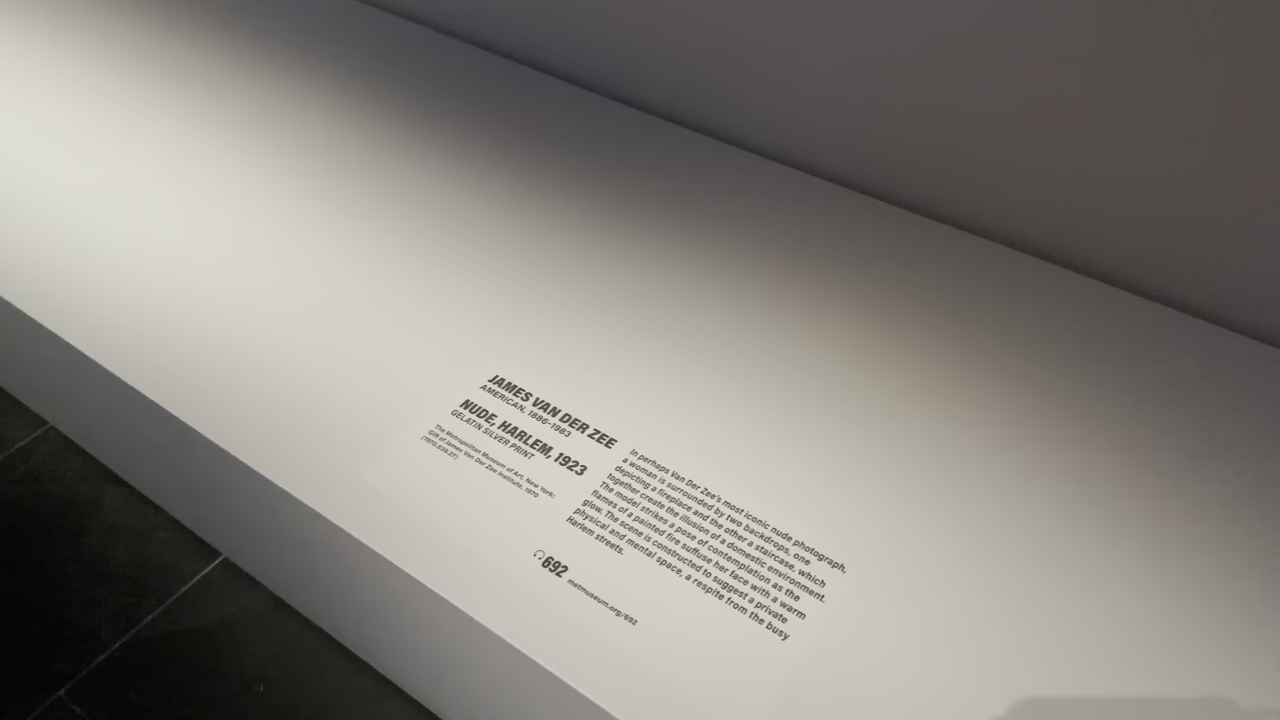 JAMES VAN DER ZEE
AMERICAN, 1886–1983
NUDE, HARLEM, 1923
GELATIN SILVER PRINT
The Metropolitan Museum of Art, New York;
Gift of James Van Der Zee Institute, 1970
(1970.539.27)
In perhaps Van Der Zee's most iconic nude photograph,
a woman is surrounded by two backdrops, one
depicting a fireplace and the other a staircase, which
together create the illusion of a domestic environment.
The model strikes a pose of contemplation as the
flames of a painted fire suffuse her face with a warm
glow. The scene is constructed to suggest a private
physical and mental space, a respite from the busy
Harlem streets.
692 metmuseum.org/692